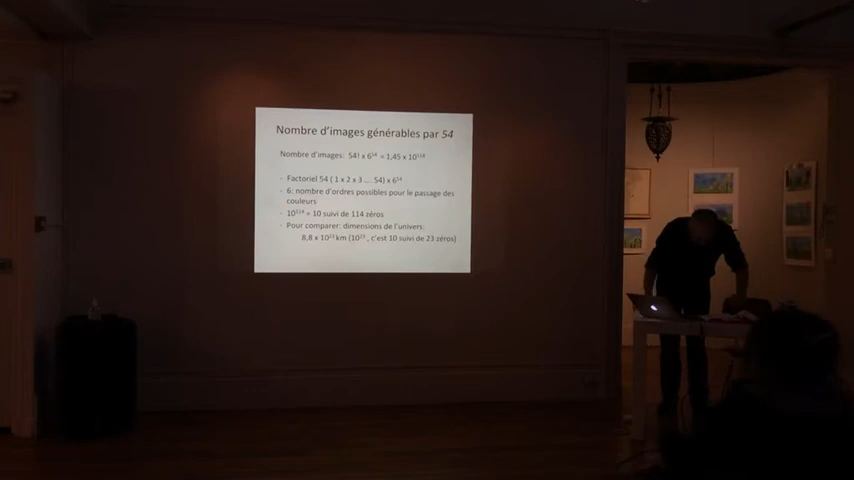 Nombre d'images générables par 54
Nombre d'images: 54! x 6⁵⁴ = 1,45 x 10¹¹⁴
- Factoriel 54 ( 1 x 2 x 3 .... 54) x 6⁵⁴
- 6: nombre d'ordres possibles pour le passage des
couleurs
- 10¹¹⁴ = 10 suivi de 114 zéros
- Pour comparer: dimensions de l'univers:
8,8 x 10²³ km (10²³ , c'est 10 suivi de 23 zéros)